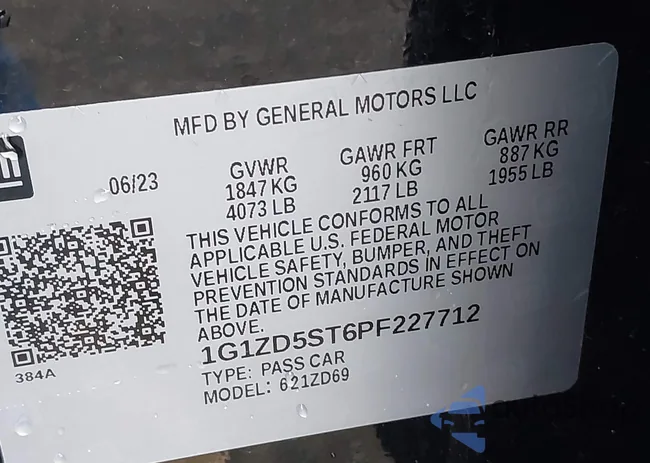 MFD BY GENERAL MOTORS LLC
06/23
GVWR
1847 KG
4073 LB
GAWR FRT
960 KG
2117 LB
GAWR RR
887 KG
1955 LB
THIS VEHICLE CONFORMS TO ALL
APPLICABLE U.S. FEDERAL MOTOR
VEHICLE SAFETY, BUMPER, AND THEFT
PREVENTION STANDARDS IN EFFECT ON
THE DATE OF MANUFACTURE SHOWN
ABOVE.
1G1ZD5ST6PF227712
TYPE: PASS CAR
MODEL: 621ZD69
384A